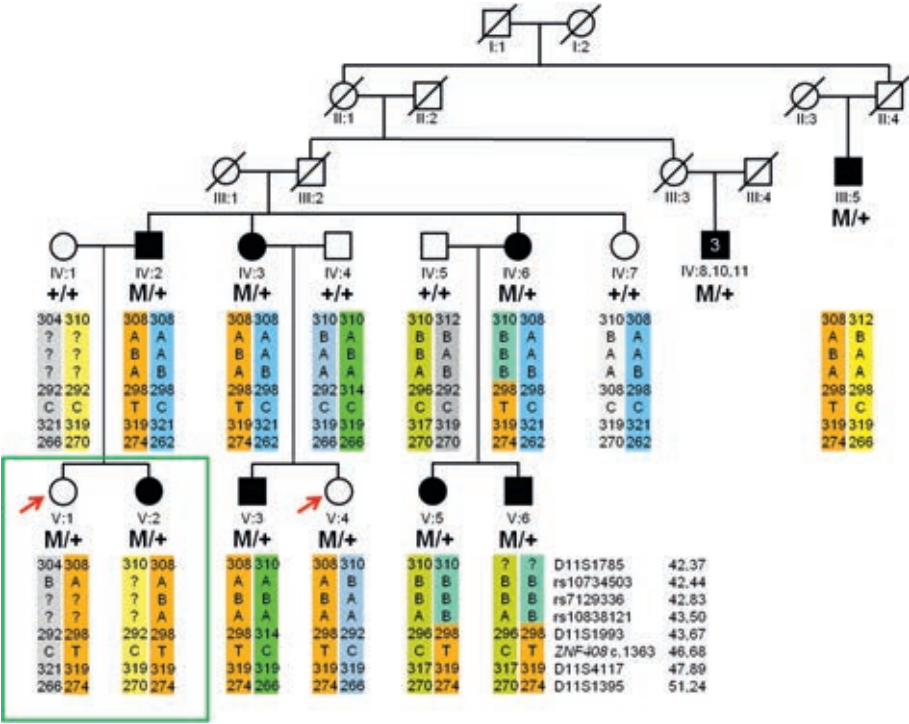 I:1 I:2
II:1 II:2 II:3 II:4
III:1 III:2 III:3 III:4 III:5
M/+
3
IV:1 IV:2 IV:3 IV:4 IV:5 IV:6 IV:7 IV:8,10,11
+/+ M/+ M/+ +/+ +/+ M/+ +/+ M/+
304 310 308 308 308 308 310 310 310 312 310 308 310 308 308 312
? ? A A A A B A B B B A B A A B
? ? B A B A A B B A B A A A B A
? ? A B A B A A A B B B A B A A
292 292 298 298 298 298 292 314 296 292 298 298 308 298 298 298
C C T C T C C C C C T C C C T C
321 319 319 321 319 321 319 319 317 319 319 321 319 321 319 319
266 270 274 262 274 262 266 266 270 270 274 262 270 262 274 266
V:1 V:2 V:3 V:4 V:5 V:6
M/+ M/+ M/+ M/+ M/+ M/+
304 308 310 308 308 310 308 310 310 310 ? ? D11S1785 42,37
B A ? A A A A B B B B B rs10734503 42,44
? ? ? B B B B A B B B B rs7129336 42,83
? ? ? A A A A A A B A B rs10838121 43,50
292 298 292 298 298 314 298 292 296 298 296 298 D11S1993 43,67
C T C T T C T C C T C T ZNF408 c.1363 46,68
321 319 319 319 319 319 319 319 317 319 317 319 D11S4117 47,89
266 274 270 274 274 266 274 266 270 274 270 274 D11S1395 51,24